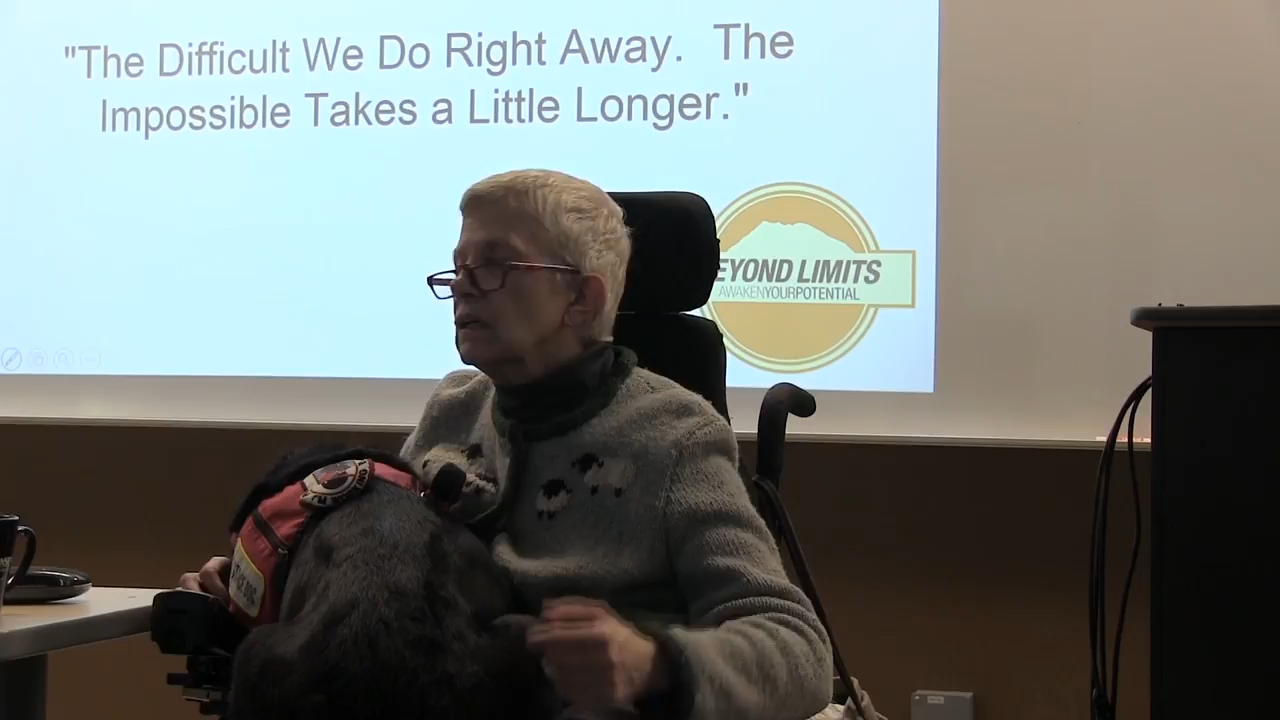 "The Difficult We Do Right Away. The
Impossible Takes a Little Longer."
EYOND LIMITS
AWAKENYOURPOTENTIAL